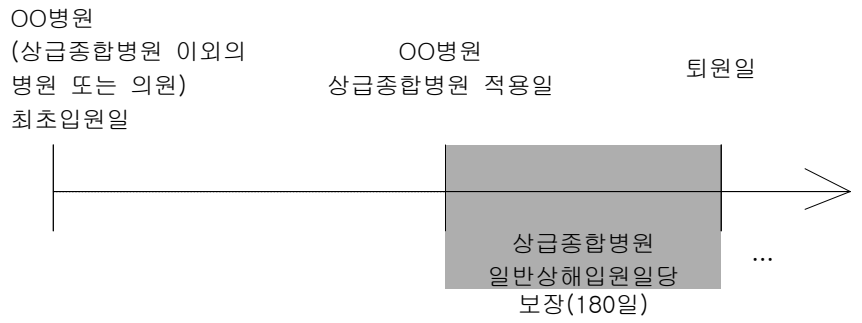 OO병원
(상급종합병원 이외의
병원 또는 의원)
최초입원일
OO병원
상급종합병원 적용일
퇴원일
상급종합병원
일반상해입원일당
보장(180일)
...